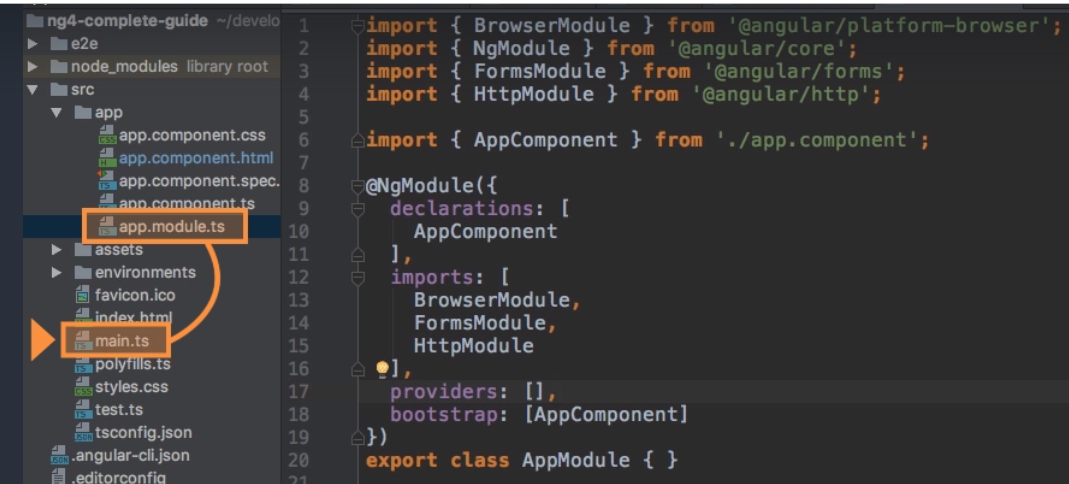 ng4-complete-guide ~/develo
e2e
node_modules library root
src
app
app.component.css
app.component.html
app.component.spec.
app.component.ts
app.module.ts
assets
environments
favicon.ico
index.html
main.ts
polyfills.ts
styles.css
test.ts
tsconfig.json
.angular-cli.json
.editorconfig
1 import { BrowserModule } from '@angular/platform-browser';
2 import { NgModule } from '@angular/core';
3 import { FormsModule } from '@angular/forms';
4 import { HttpModule } from '@angular/http';
5
6 import { AppComponent } from './app.component';
7
8 @NgModule({
9 declarations: [
10 AppComponent
11 ],
12 imports: [
13 BrowserModule,
14 FormsModule,
15 HttpModule
16 ],
17 providers: [],
18 bootstrap: [AppComponent]
19 })
20 export class AppModule { }
21